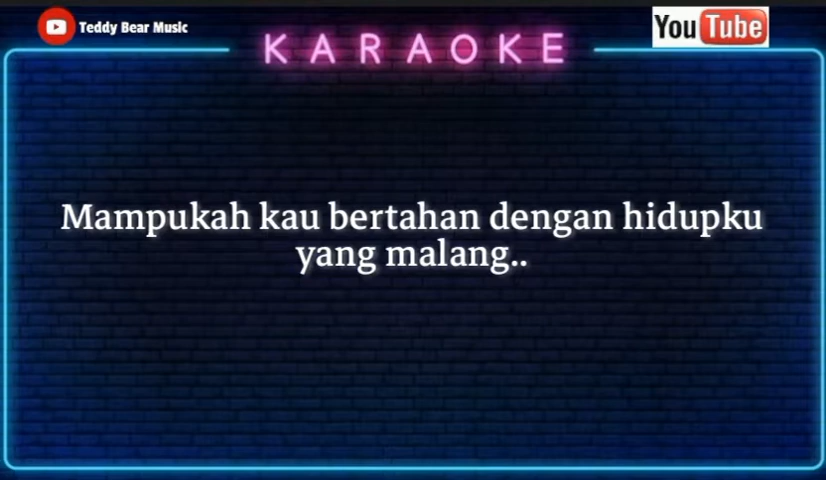 Teddy Bear Music
YouTube
KARAOKE
Mampukah kau bertahan dengan hidupku
yang malang..